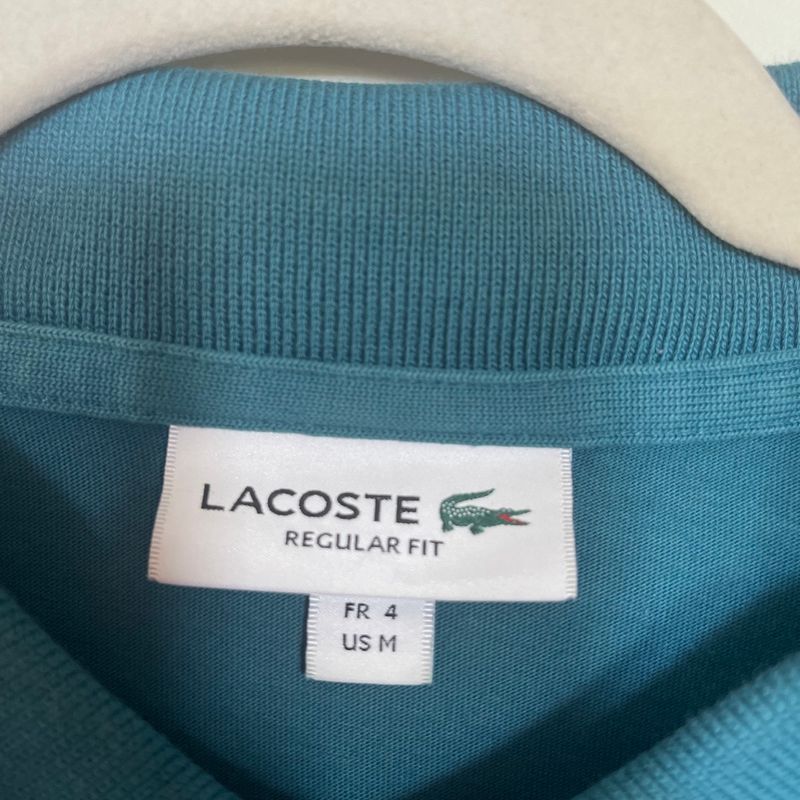 LACOSTE
REGULAR FIT
FR 4
US M